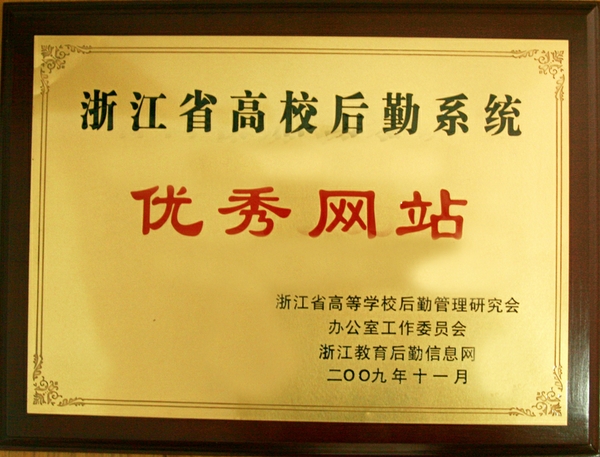 浙江省高校后勤系统
优秀网站
浙江省高等学校后勤管理研究会
办公室工作委员会
浙江教育后勤信息网
二〇〇九年十一月